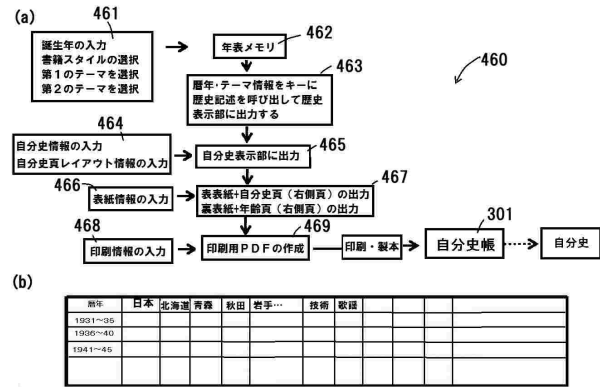 (a)
461
誕生年の入力
書籍スタイルの選択
第1のテーマを選択
第2のテーマを選択
年表メモリ
462
463
暦年・テーマ情報をキーに
歴史記述を呼び出して歴史
表示部に出力する
460
464
自分史情報の入力
自分史頁レイアウト情報の入力
自分史表示部に出力
465
466
表紙情報の入力
467
表表紙+自分史頁(右側頁)の出力
裏表紙+年齢頁(右側頁)の出力
468
印刷情報の入力
469
印刷用PDFの作成
印刷・製本
301
自分史帳
自分史
(b)
暦年 日本 北海道 青森 秋田 岩手… 技術 歌謡
1931~35
1936~40
1941~45